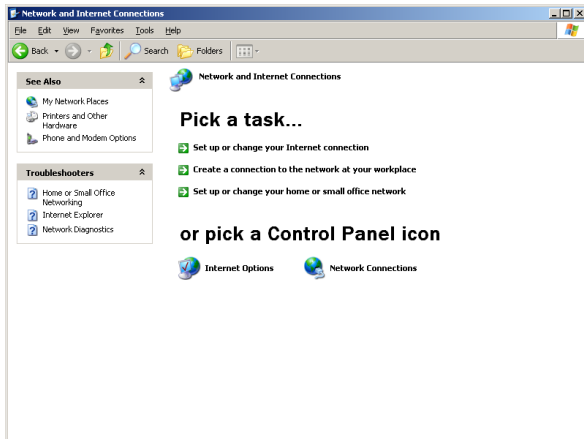 Network and Internet Connections
File Edit View Favorites Tools Help
Back Search Folders
See Also
My Network Places
Printers and Other
Hardware
Phone and Modem Options
Troubleshooters
Home or Small Office
Networking
Internet Explorer
Network Diagnostics
Network and Internet Connections
Pick a task...
Set up or change your Internet connection
Create a connection to the network at your workplace
Set up or change your home or small office network
or pick a Control Panel icon
Internet Options Network Connections